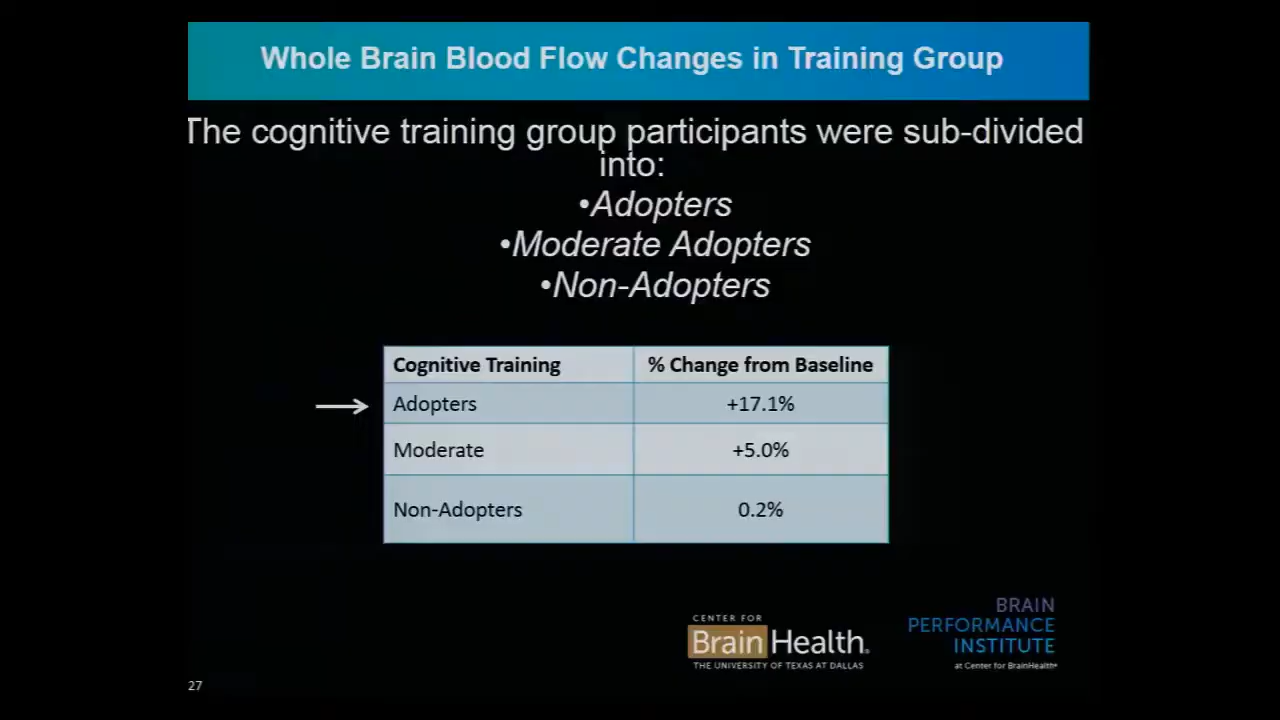 Whole Brain Blood Flow Changes in Training Group
The cognitive training group participants were sub-divided
into:
•Adopters
•Moderate Adopters
•Non-Adopters
Cognitive Training % Change from Baseline
Adopters +17.1%
Moderate +5.0%
Non-Adopters 0.2%
CENTER FOR
BrainHealth®
THE UNIVERSITY OF TEXAS AT DALLAS
BRAIN
PERFORMANCE
INSTITUTE
at Center for BrainHealth®
27